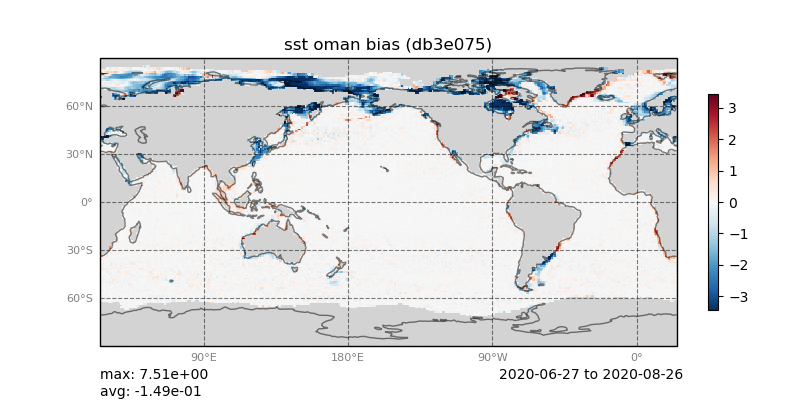 sst oman bias (db3e075)
60°N
30°N
0°
30°S
60°S
90°E
180°E
90°W
0°
3
2
1
0
−1
−2
−3
max: 7.51e+00
avg: -1.49e-01
2020-06-27 to 2020-08-26